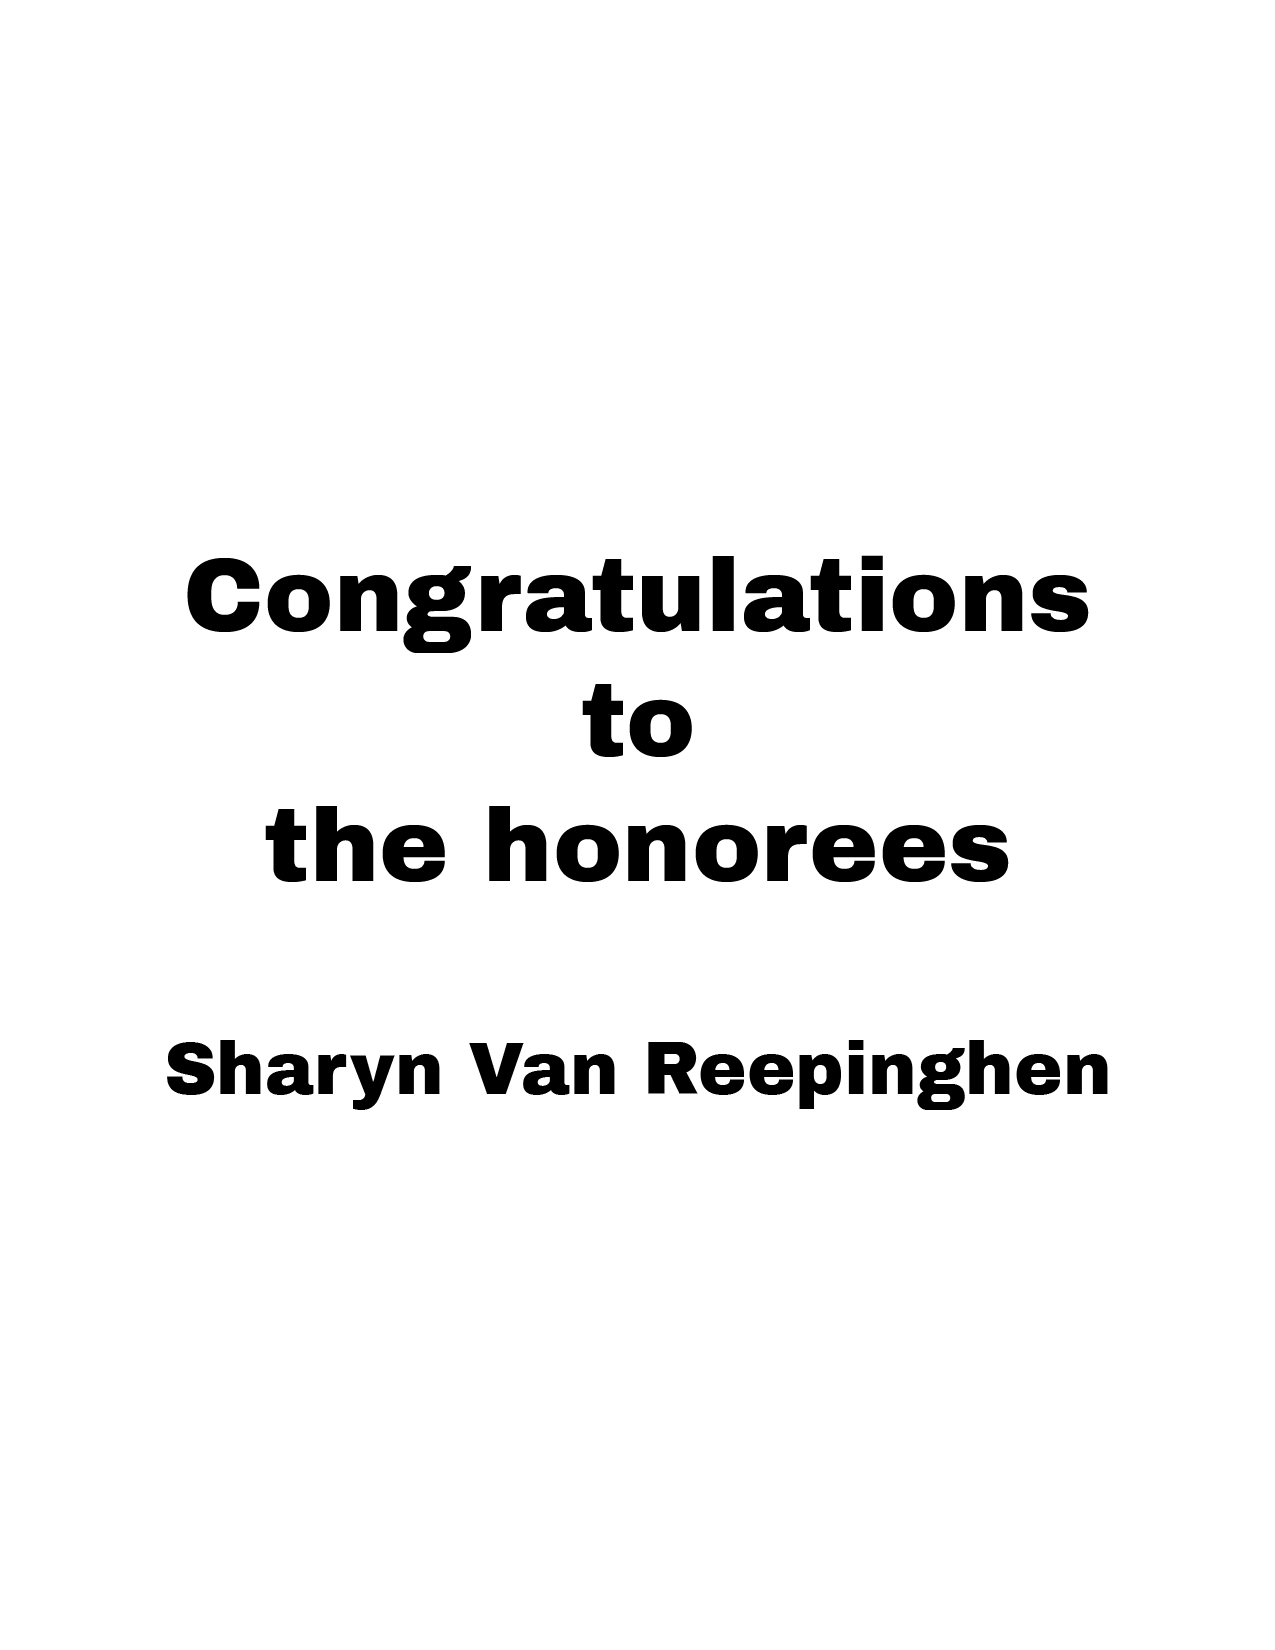 Congratulations
to
the honorees
Sharyn Van Reepinghen